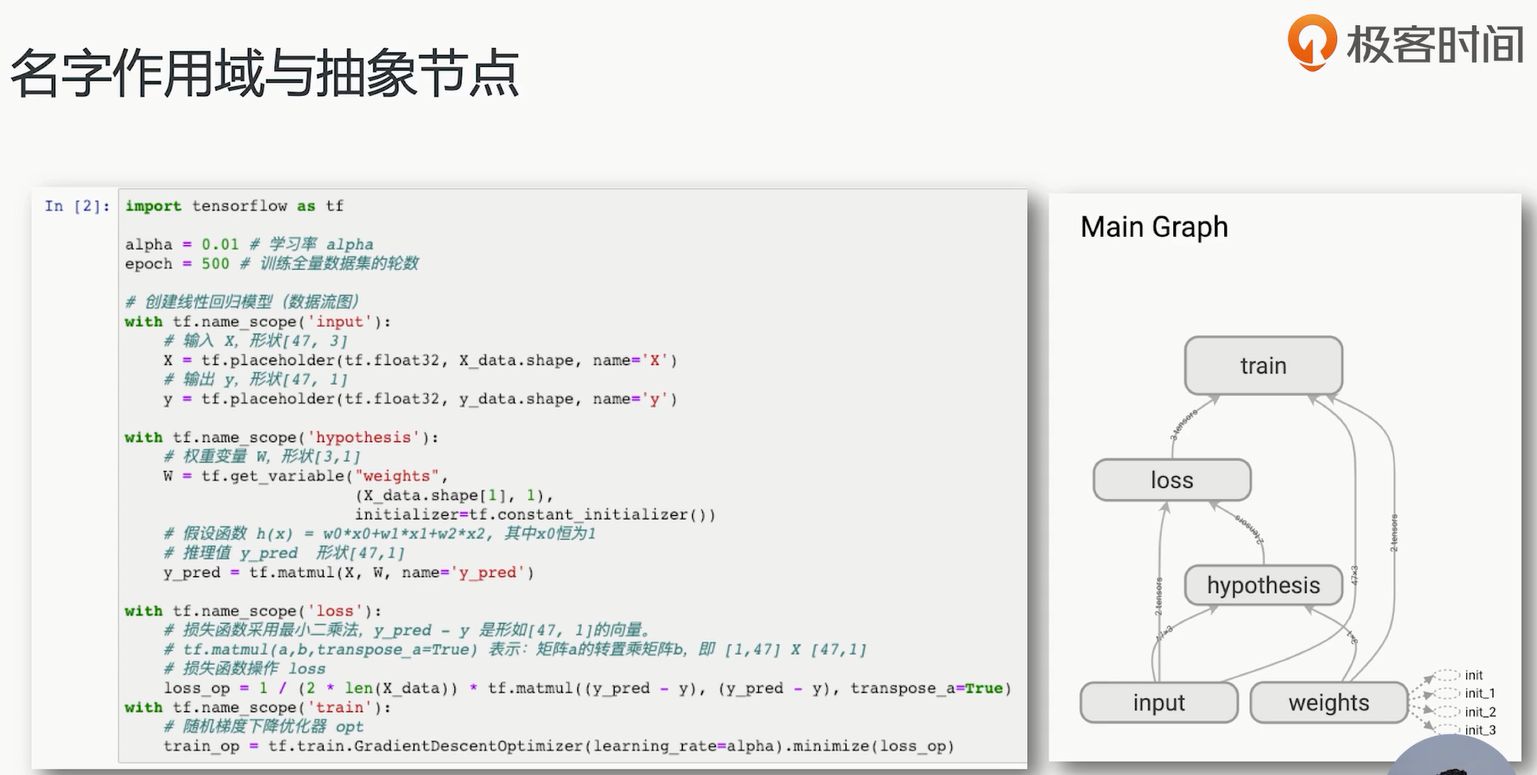 极客时间
名字作用域与抽象节点
In [2]:
import tensorflow as tf
alpha = 0.01 # 学习率 alpha
epoch = 500 # 训练全量数据集的轮数
# 创建线性回归模型（数据流图）
with tf.name_scope('input'):
# 输入 X，形状[47, 3]
X = tf.placeholder(tf.float32, X_data.shape, name='X')
# 输出 y，形状[47, 1]
y = tf.placeholder(tf.float32, y_data.shape, name='y')
with tf.name_scope('hypothesis'):
# 权重变量 W，形状[3,1]
W = tf.get_variable("weights",
(X_data.shape[1], 1),
initializer=tf.constant_initializer())
# 假设函数 h(x) = w0*x0+w1*x1+w2*x2, 其中x0恒为1
# 推理值 y_pred  形状[47,1]
y_pred = tf.matmul(X, W, name='y_pred')
with tf.name_scope('loss'):
# 损失函数采用最小二乘法，y_pred - y 是形如[47, 1]的向量。
# tf.matmul(a,b,transpose_a=True) 表示：矩阵a的转置乘矩阵b，即 [1,47] X [47,1]
# 损失函数操作 loss
loss_op = 1 / (2 * len(X_data)) * tf.matmul((y_pred - y), (y_pred - y), transpose_a=True)
with tf.name_scope('train'):
# 随机梯度下降优化器 opt
train_op = tf.train.GradientDescentOptimizer(learning_rate=alpha).minimize(loss_op)
Main Graph
train
3 tensors
loss
2 tensors
2 tensors
hypothesis
47×3
2 tensors
3×1
input
weights
init
init_1
init_2
init_3